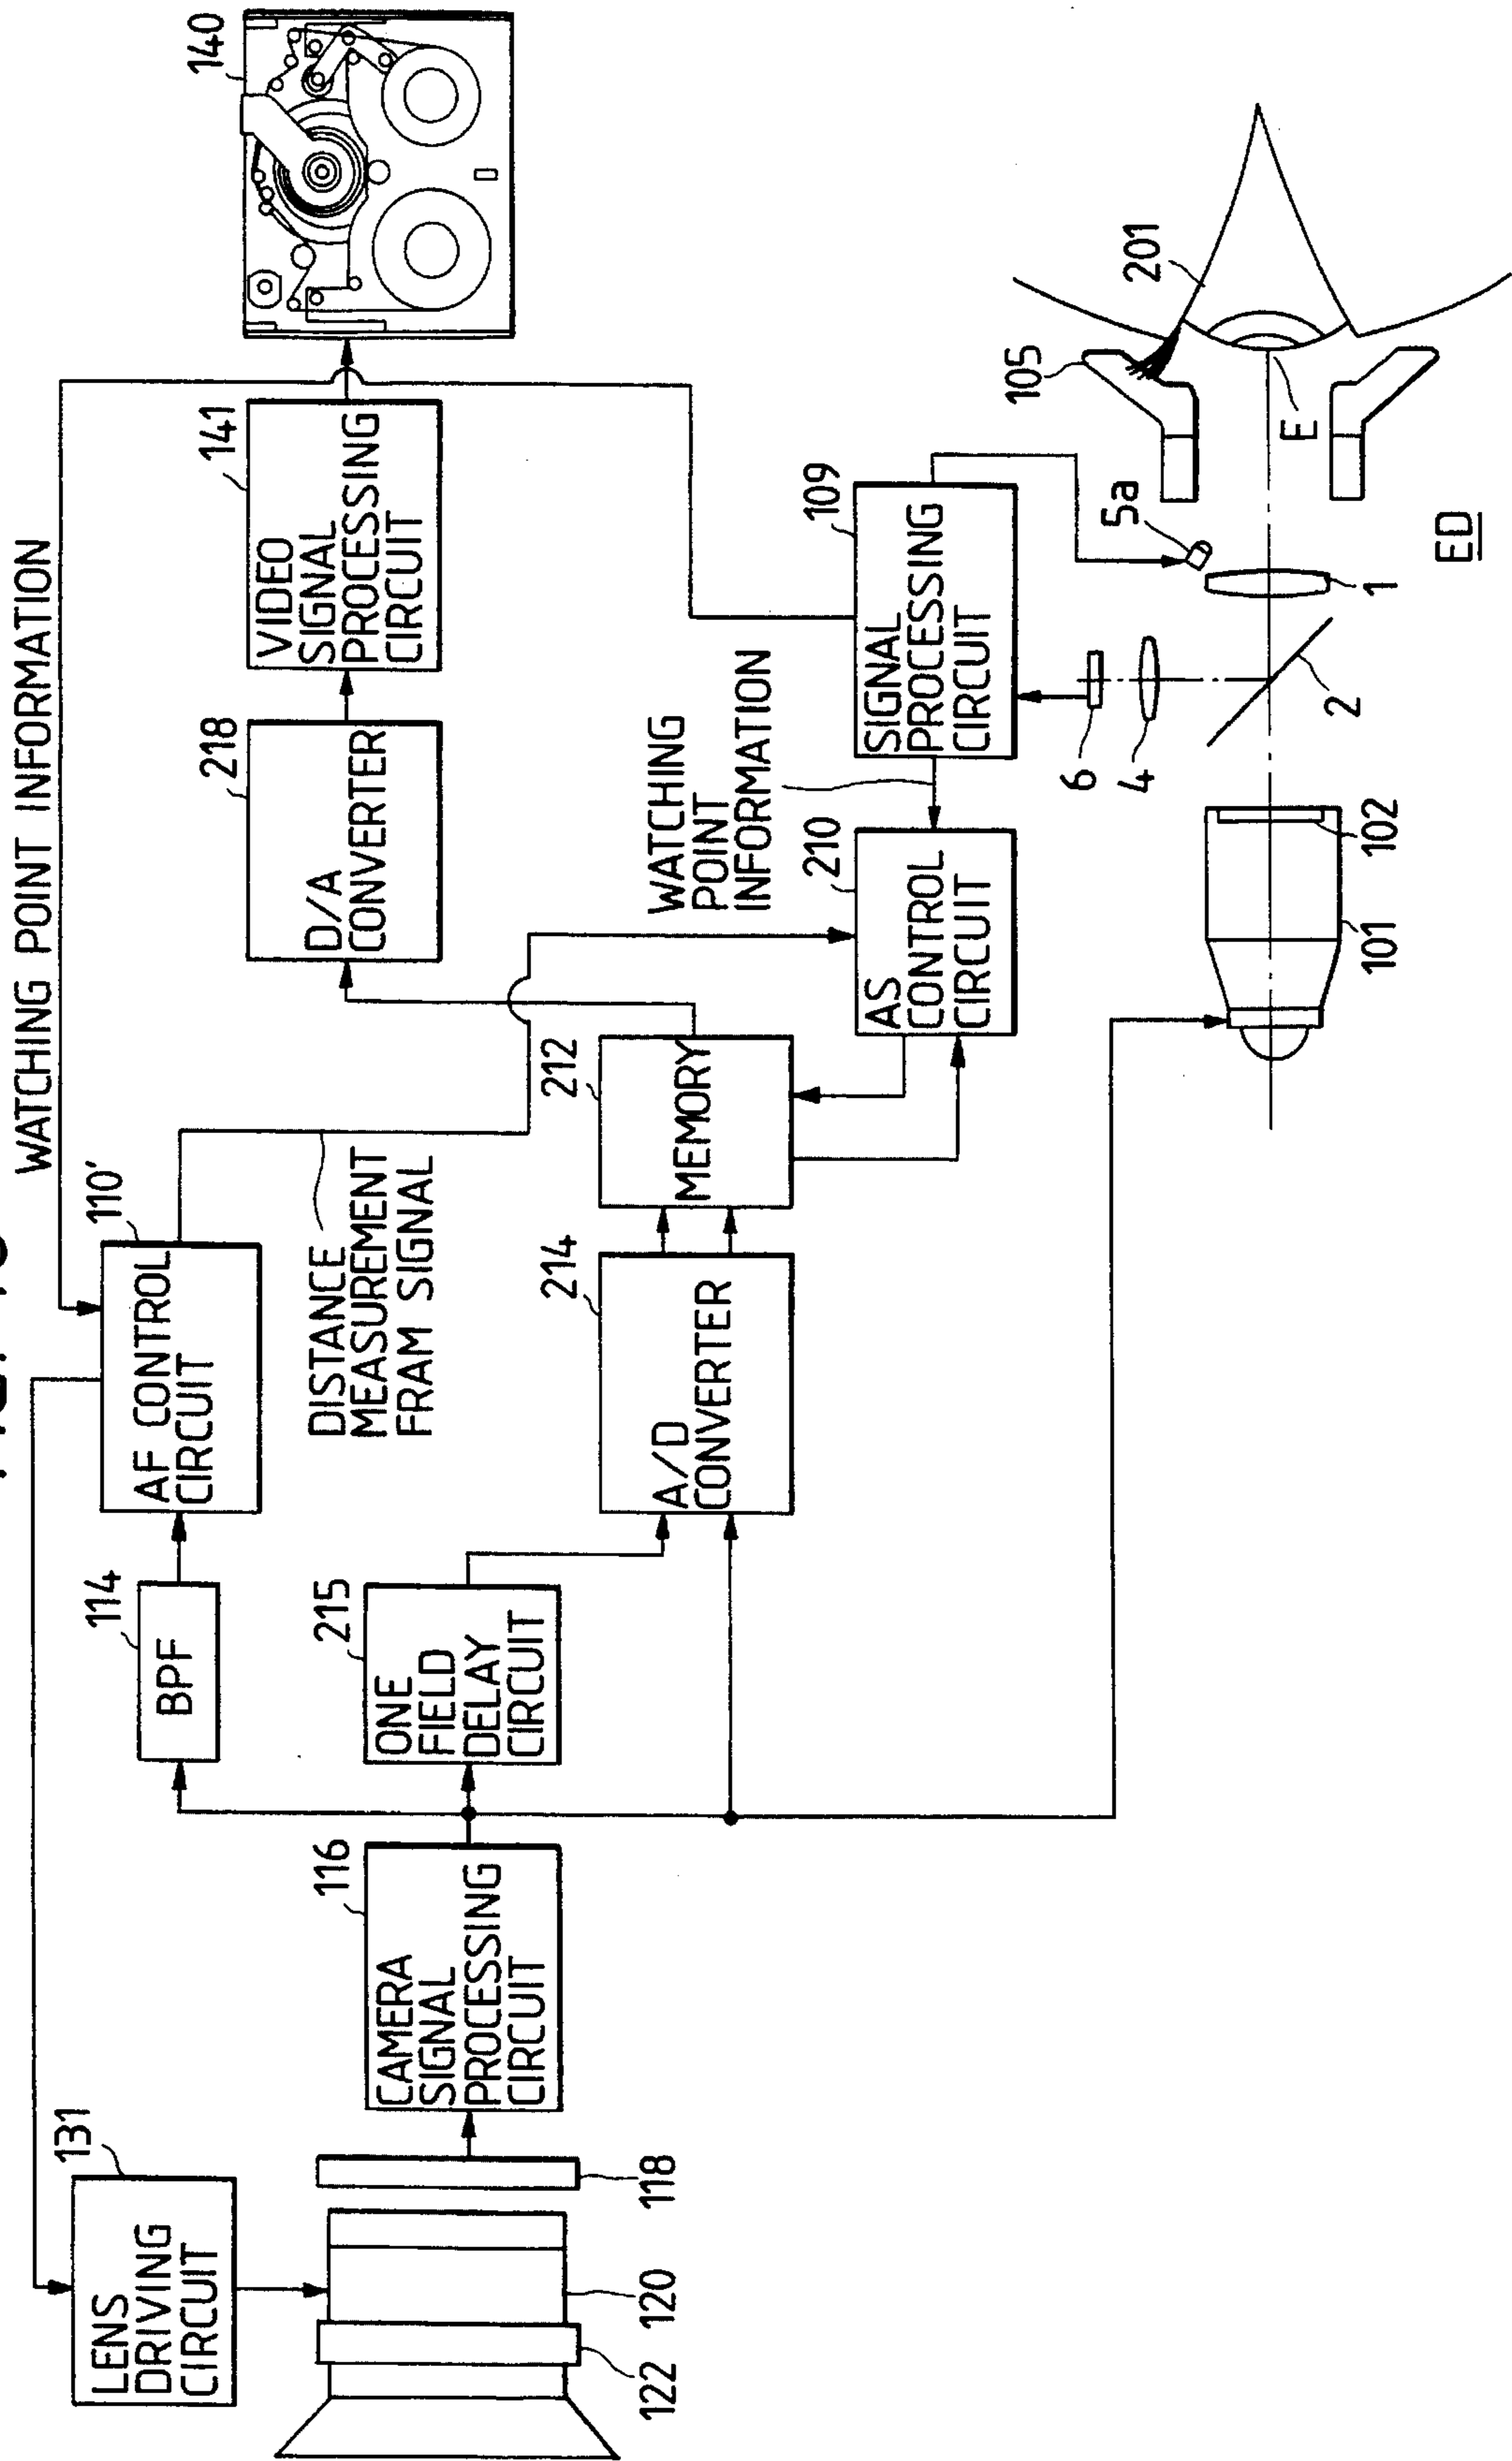 WATCHING POINT INFORMATION
131
LENS
DRIVING
CIRCUIT
114
BPF
110'
AF CONTROL
CIRCUIT
DISTANCE
MEASUREMENT
FRAM SIGNAL
122
120
118
116
CAMERA
SIGNAL
PROCESSING
CIRCUIT
215
ONE
FIELD
DELAY
CIRCUIT
214
A/D
CONVERTER
212
MEMORY
218
D/A
CONVERTER
141
VIDEO
SIGNAL
PROCESSING
CIRCUIT
140
WATCHING
POINT
INFORMATION
210
AS
CONTROL
CIRCUIT
109
SIGNAL
PROCESSING
CIRCUIT
101
102
6
4
2
1
5a
105
E
201
ED